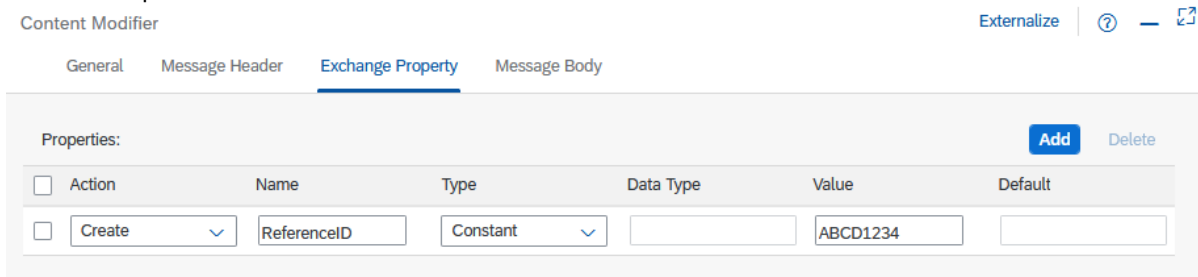 Content Modifier
Externalize
General Message Header Exchange Property Message Body
Properties:
Add Delete
Action Name Type Data Type Value Default
Create ReferenceID Constant ABCD1234